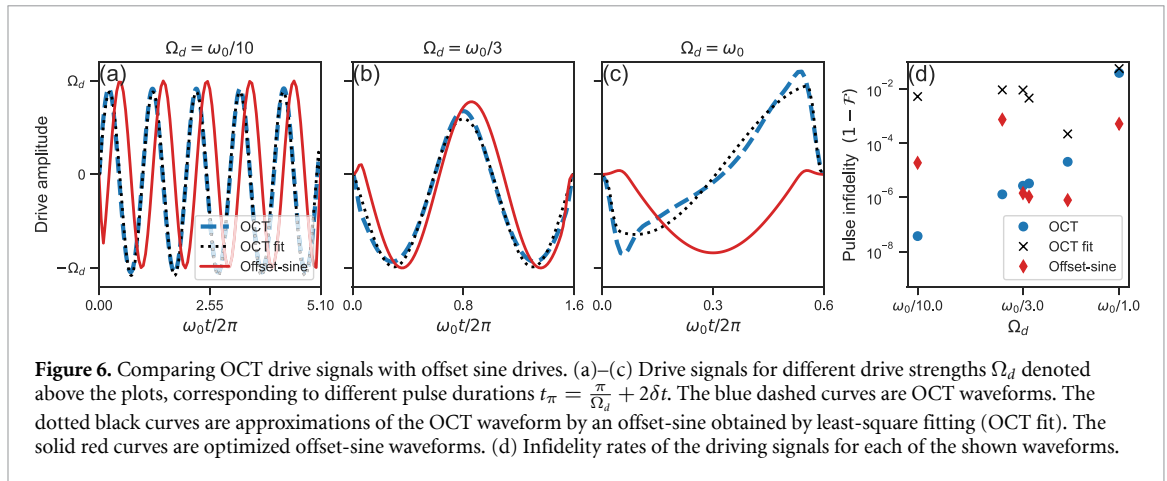 Ω_d = ω_0/10
Ω_d = ω_0/3
Ω_d = ω_0
(a)
(b)
(c)
(d)
Drive amplitude
Ω_d
0
−Ω_d
OCT
OCT fit
Offset-sine
0.00
2.55
5.10
ω_0t/2π
0.0
0.8
1.6
ω_0t/2π
0.0
0.3
0.6
ω_0t/2π
Pulse infidelity (1 − ℱ)
10^−2
10^−4
10^−6
10^−8
OCT
OCT fit
Offset-sine
ω_0/10.0
ω_0/3.0
ω_0/1.0
Ω_d
Figure 6. Comparing OCT drive signals with offset sine drives. (a)–(c) Drive signals for different drive strengths Ω_d denoted
above the plots, corresponding to different pulse durations t_π = π/Ω_d + 2δt. The blue dashed curves are OCT waveforms. The
dotted black curves are approximations of the OCT waveform by an offset-sine obtained by least-square fitting (OCT fit). The
solid red curves are optimized offset-sine waveforms. (d) Infidelity rates of the driving signals for each of the shown waveforms.